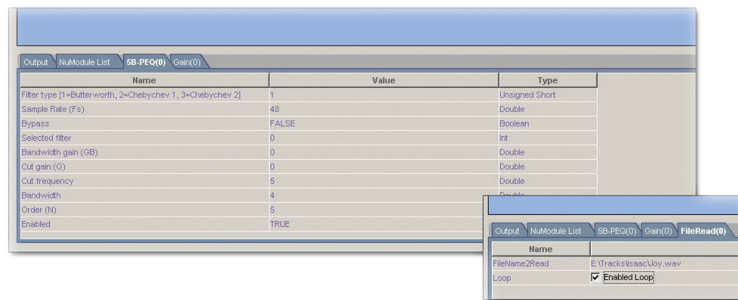 Output NuModule List 5B-PEQ(0) Gain(0)
Name Value Type
Filter type [1=Butterworth, 2=Chebychev 1, 3=Chebychev 2] 1 Unsigned Short
Sample Rate (Fs) 48 Double
Bypass FALSE Boolean
Selected filter 0 Int
Bandwidth gain (GB) 0 Double
Cut gain (G) 0 Double
Cut frequency 5 Double
Bandwidth 4 Double
Order (N) 5
Enabled TRUE
Output NuModule List 5B-PEQ(0) Gain(0) FileRead(0)
Name
FileName2Read E:\Tracks\Isaac\Joy.wav
Loop Enabled Loop